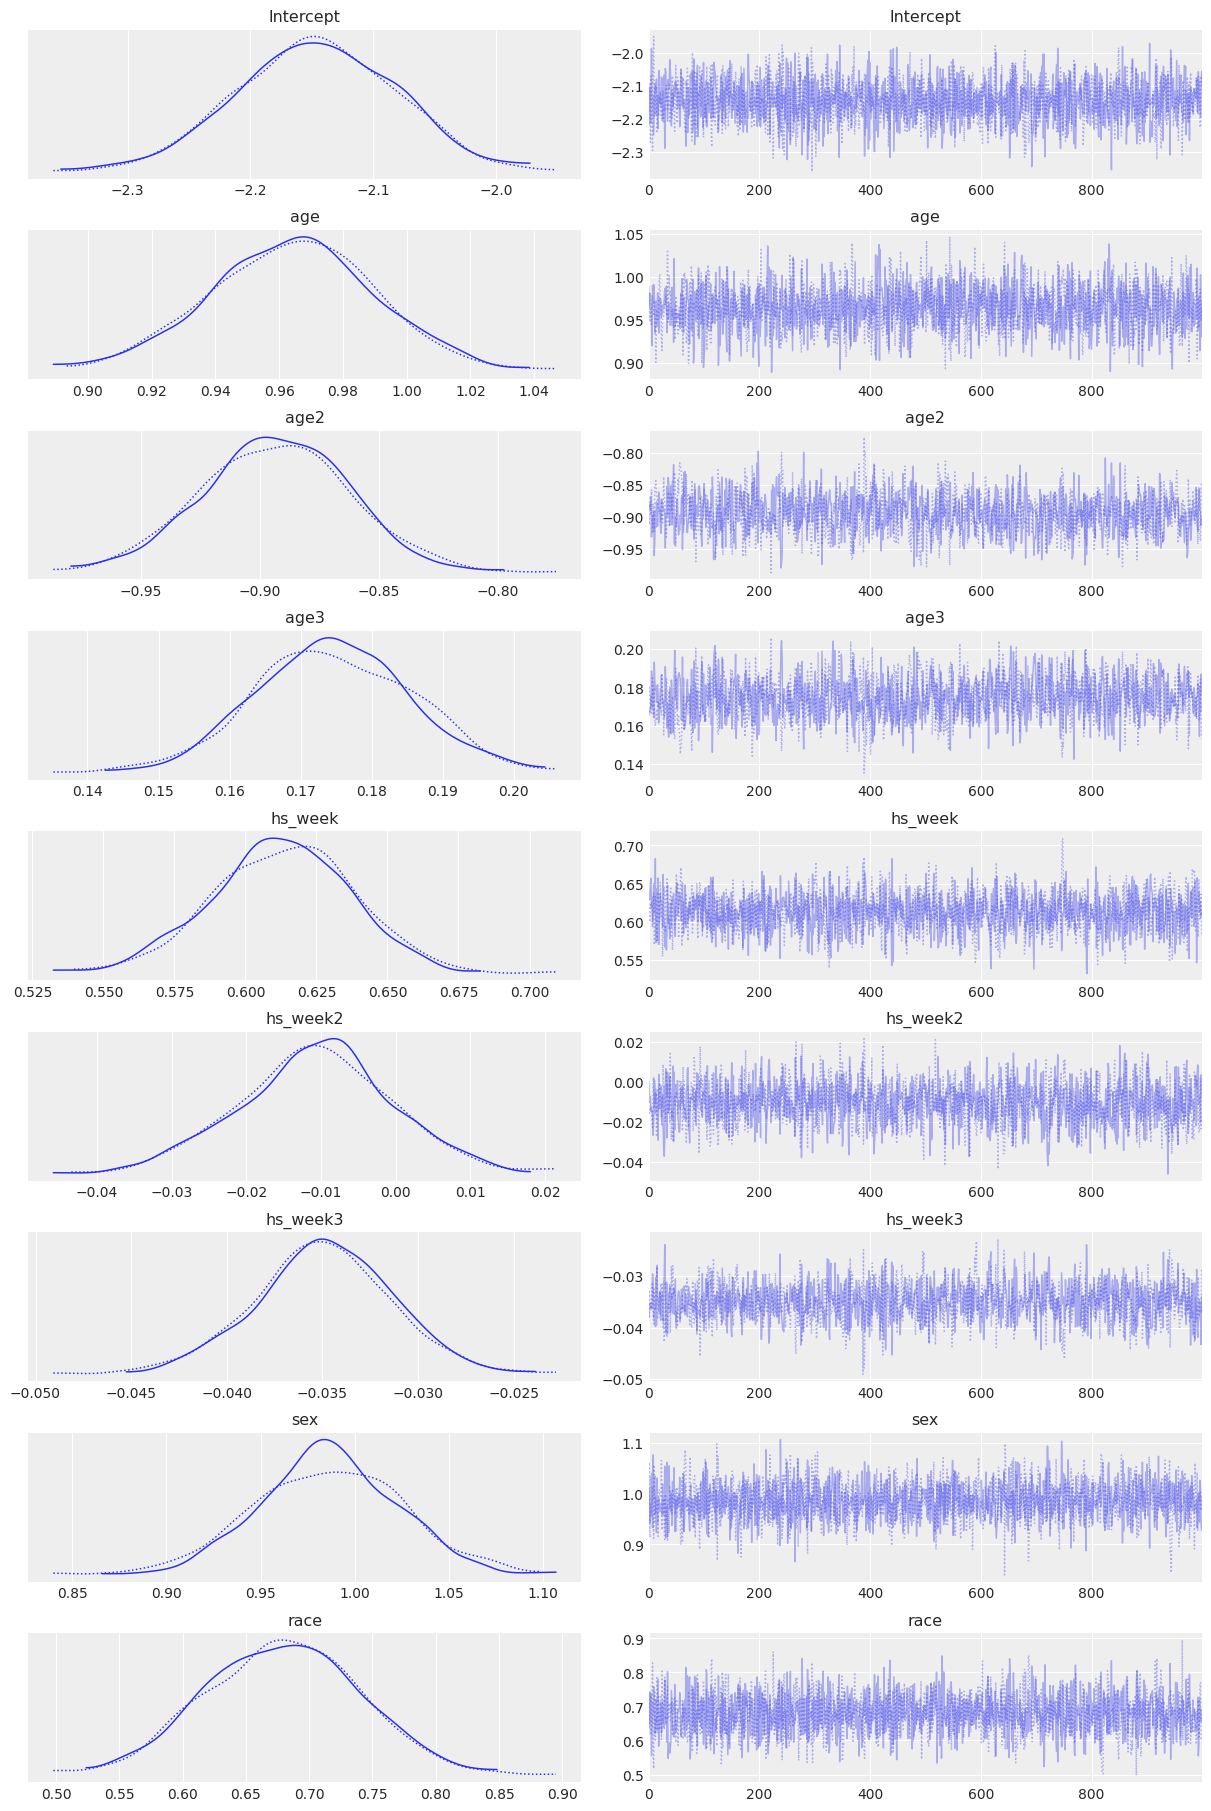 Intercept Intercept
−2.0
−2.1
−2.2
−2.3
−2.3 −2.2 −2.1 −2.0 0 200 400 600 800
age age
1.05
1.00
0.95
0.90
0.90 0.92 0.94 0.96 0.98 1.00 1.02 1.04 0 200 400 600 800
age2 age2
−0.80
−0.85
−0.90
−0.95
−0.95 −0.90 −0.85 −0.80 0 200 400 600 800
age3 age3
0.20
0.18
0.16
0.14
0.14 0.15 0.16 0.17 0.18 0.19 0.20 0 200 400 600 800
hs_week hs_week
0.70
0.65
0.60
0.55
0.525 0.550 0.575 0.600 0.625 0.650 0.675 0.700 0 200 400 600 800
hs_week2 hs_week2
0.02
0.00
−0.02
−0.04
−0.04 −0.03 −0.02 −0.01 0.00 0.01 0.02 0 200 400 600 800
hs_week3 hs_week3
−0.03
−0.04
−0.05
−0.050 −0.045 −0.040 −0.035 −0.030 −0.025 0 200 400 600 800
sex sex
1.1
1.0
0.9
0.85 0.90 0.95 1.00 1.05 1.10 0 200 400 600 800
race race
0.9
0.8
0.7
0.6
0.5
0.50 0.55 0.60 0.65 0.70 0.75 0.80 0.85 0.90 0 200 400 600 800